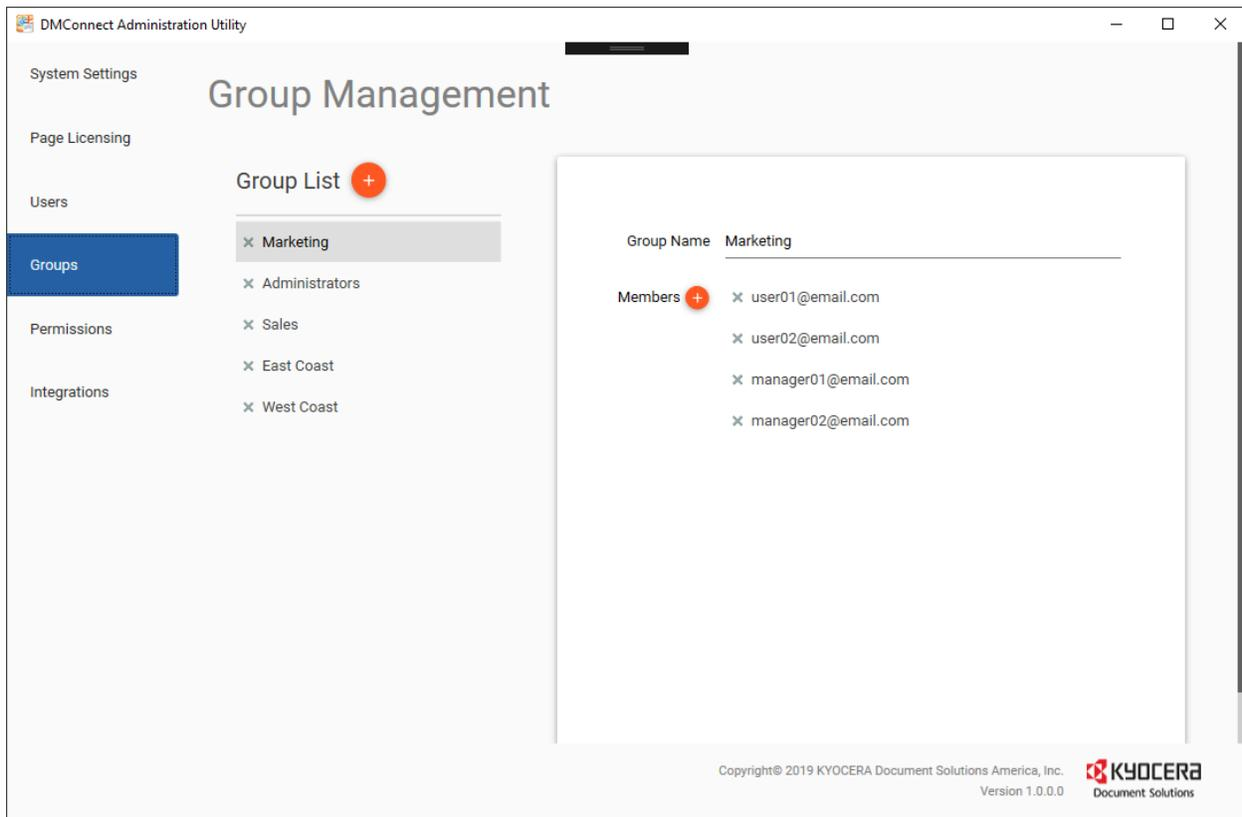 DMConnect Administration Utility
System Settings
Page Licensing
Users
Groups
Permissions
Integrations
Group Management
Group List +
Marketing
Administrators
Sales
East Coast
West Coast
Group Name Marketing
Members + user01@email.com
user02@email.com
manager01@email.com
manager02@email.com
Copyright© 2019 KYOCERA Document Solutions America, Inc.
Version 1.0.0.0
KYOCERA
Document Solutions